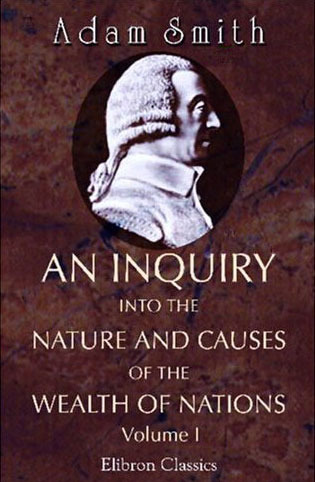 Adam Smith
AN INQUIRY
INTO THE
NATURE AND CAUSES
OF THE
WEALTH OF NATIONS
Volume I
Elibron Classics